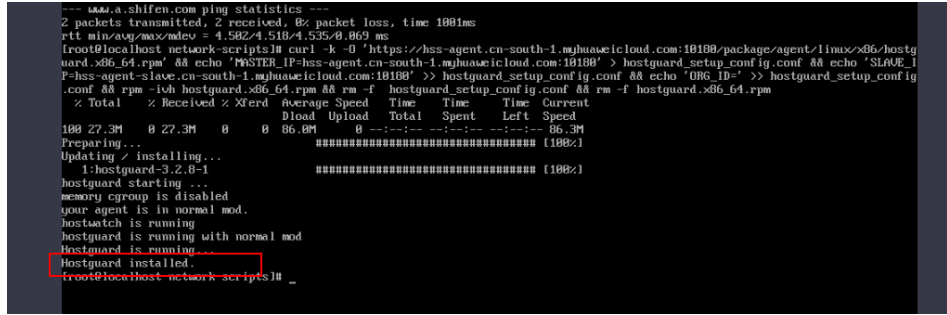 --- www.a.shifen.com ping statistics ---
2 packets transmitted, 2 received, 0% packet loss, time 1001ms
rtt min/avg/max/mdev = 4.502/4.518/4.535/0.069 ms
[root@localhost network-scripts]# curl -k -O 'https://hss-agent.cn-south-1.myhuaweicloud.com:10180/package/agent/linux/x86/hostg
uard.x86_64.rpm' && echo 'MASTER_IP=hss-agent.cn-south-1.myhuaweicloud.com:10180' > hostguard_setup_config.conf && echo 'SLAVE_I
P=hss-agent-slave.cn-south-1.myhuaweicloud.com:10180' >> hostguard_setup_config.conf && echo 'ORG_ID=' >> hostguard_setup_config
.conf && rpm -ivh hostguard.x86_64.rpm && rm -f  hostguard_setup_config.conf && rm -f hostguard.x86_64.rpm
% Total    % Received % Xferd  Average Speed   Time    Time     Time  Current
Dload  Upload   Total   Spent    Left  Speed
100 27.3M    0 27.3M    0     0  86.0M      0 --:--:-- --:--:-- --:--:-- 86.3M
Preparing...                          ################################# [100%]
Updating / installing...
1:hostguard-3.2.8-1                ################################# [100%]
hostguard starting ...
memory cgroup is disabled
your agent is in normal mod.
hostwatch is running
hostguard is running with normal mod
Hostguard is running...
Hostguard installed.
[root@localhost network-scripts]# _